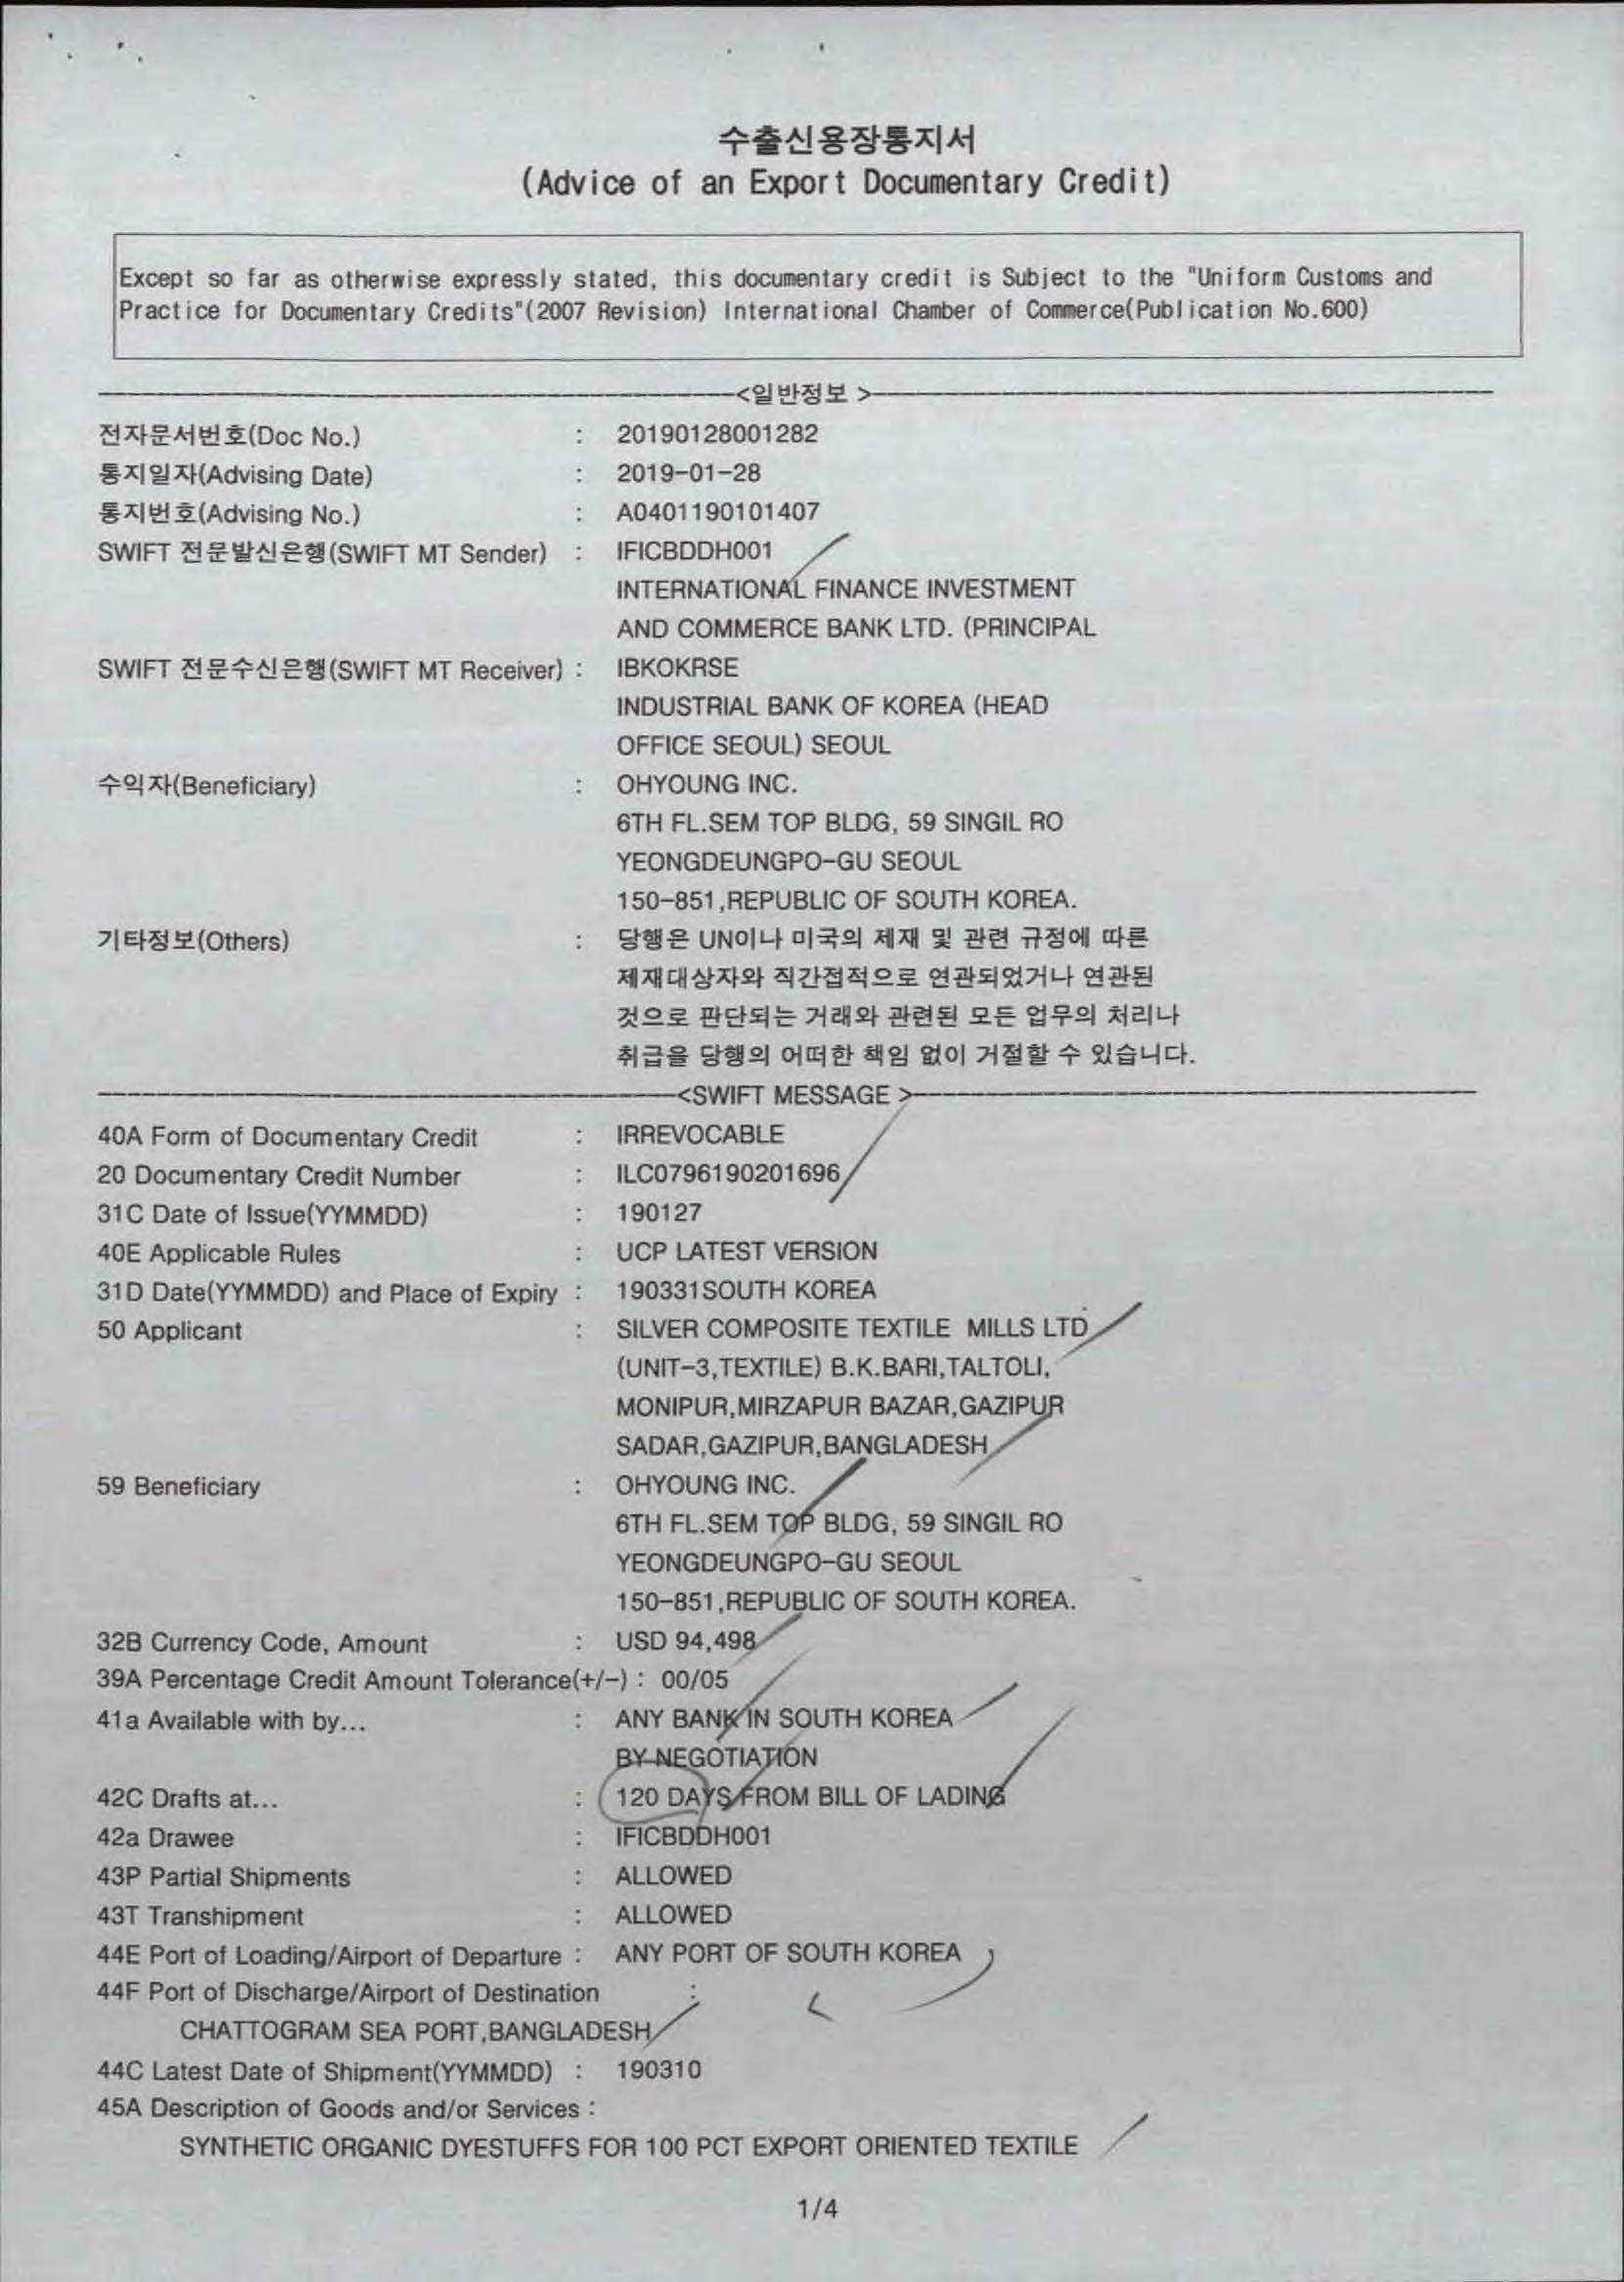 수출신용장통지서
(Advice of an Export Documentary Credit)
Except so far as otherwise expressly stated, this documentary credit is Subject to the "Uniform Customs and
Practice for Documentary Credits"(2007 Revision) International Chamber of Commerce(Publication No.600)
<일반정보 >
전자문서번호(Doc No.) : 20190128001282
통지일자(Advising Date) : 2019-01-28
통지번호(Advising No.) : A0401190101407
SWIFT 전문발신은행(SWIFT MT Sender) : IFICBDDH001
INTERNATIONAL FINANCE INVESTMENT
AND COMMERCE BANK LTD. (PRINCIPAL
SWIFT 전문수신은행(SWIFT MT Receiver) : IBKOKRSE
INDUSTRIAL BANK OF KOREA (HEAD
OFFICE SEOUL) SEOUL
수익자(Beneficiary) : OHYOUNG INC.
6TH FL.SEM TOP BLDG, 59 SINGIL RO
YEONGDEUNGPO-GU SEOUL
150-851,REPUBLIC OF SOUTH KOREA.
기타정보(Others) : 당행은 UN이나 미국의 제재 및 관련 규정에 따른
제재대상자와 직간접적으로 연관되었거나 연관된
것으로 판단되는 거래와 관련된 모든 업무의 처리나
취급을 당행의 어떠한 책임 없이 거절할 수 있습니다.
<SWIFT MESSAGE >
40A Form of Documentary Credit : IRREVOCABLE
20 Documentary Credit Number : ILC0796190201696
31C Date of Issue(YYMMDD) : 190127
40E Applicable Rules : UCP LATEST VERSION
31D Date(YYMMDD) and Place of Expiry : 190331SOUTH KOREA
50 Applicant : SILVER COMPOSITE TEXTILE MILLS LTD
(UNIT-3,TEXTILE) B.K.BARI,TALTOLI,
MONIPUR,MIRZAPUR BAZAR,GAZIPUR
SADAR,GAZIPUR,BANGLADESH
59 Beneficiary : OHYOUNG INC.
6TH FL.SEM TOP BLDG, 59 SINGIL RO
YEONGDEUNGPO-GU SEOUL
150-851,REPUBLIC OF SOUTH KOREA.
32B Currency Code, Amount : USD 94,498
39A Percentage Credit Amount Tolerance(+/-) : 00/05
41a Available with by... : ANY BANK IN SOUTH KOREA
BY NEGOTIATION
42C Drafts at... : 120 DAYS FROM BILL OF LADING
42a Drawee : IFICBDDH001
43P Partial Shipments : ALLOWED
43T Transhipment : ALLOWED
44E Port of Loading/Airport of Departure : ANY PORT OF SOUTH KOREA
44F Port of Discharge/Airport of Destination :
CHATTOGRAM SEA PORT,BANGLADESH
44C Latest Date of Shipment(YYMMDD) : 190310
45A Description of Goods and/or Services :
SYNTHETIC ORGANIC DYESTUFFS FOR 100 PCT EXPORT ORIENTED TEXTILE
1/4